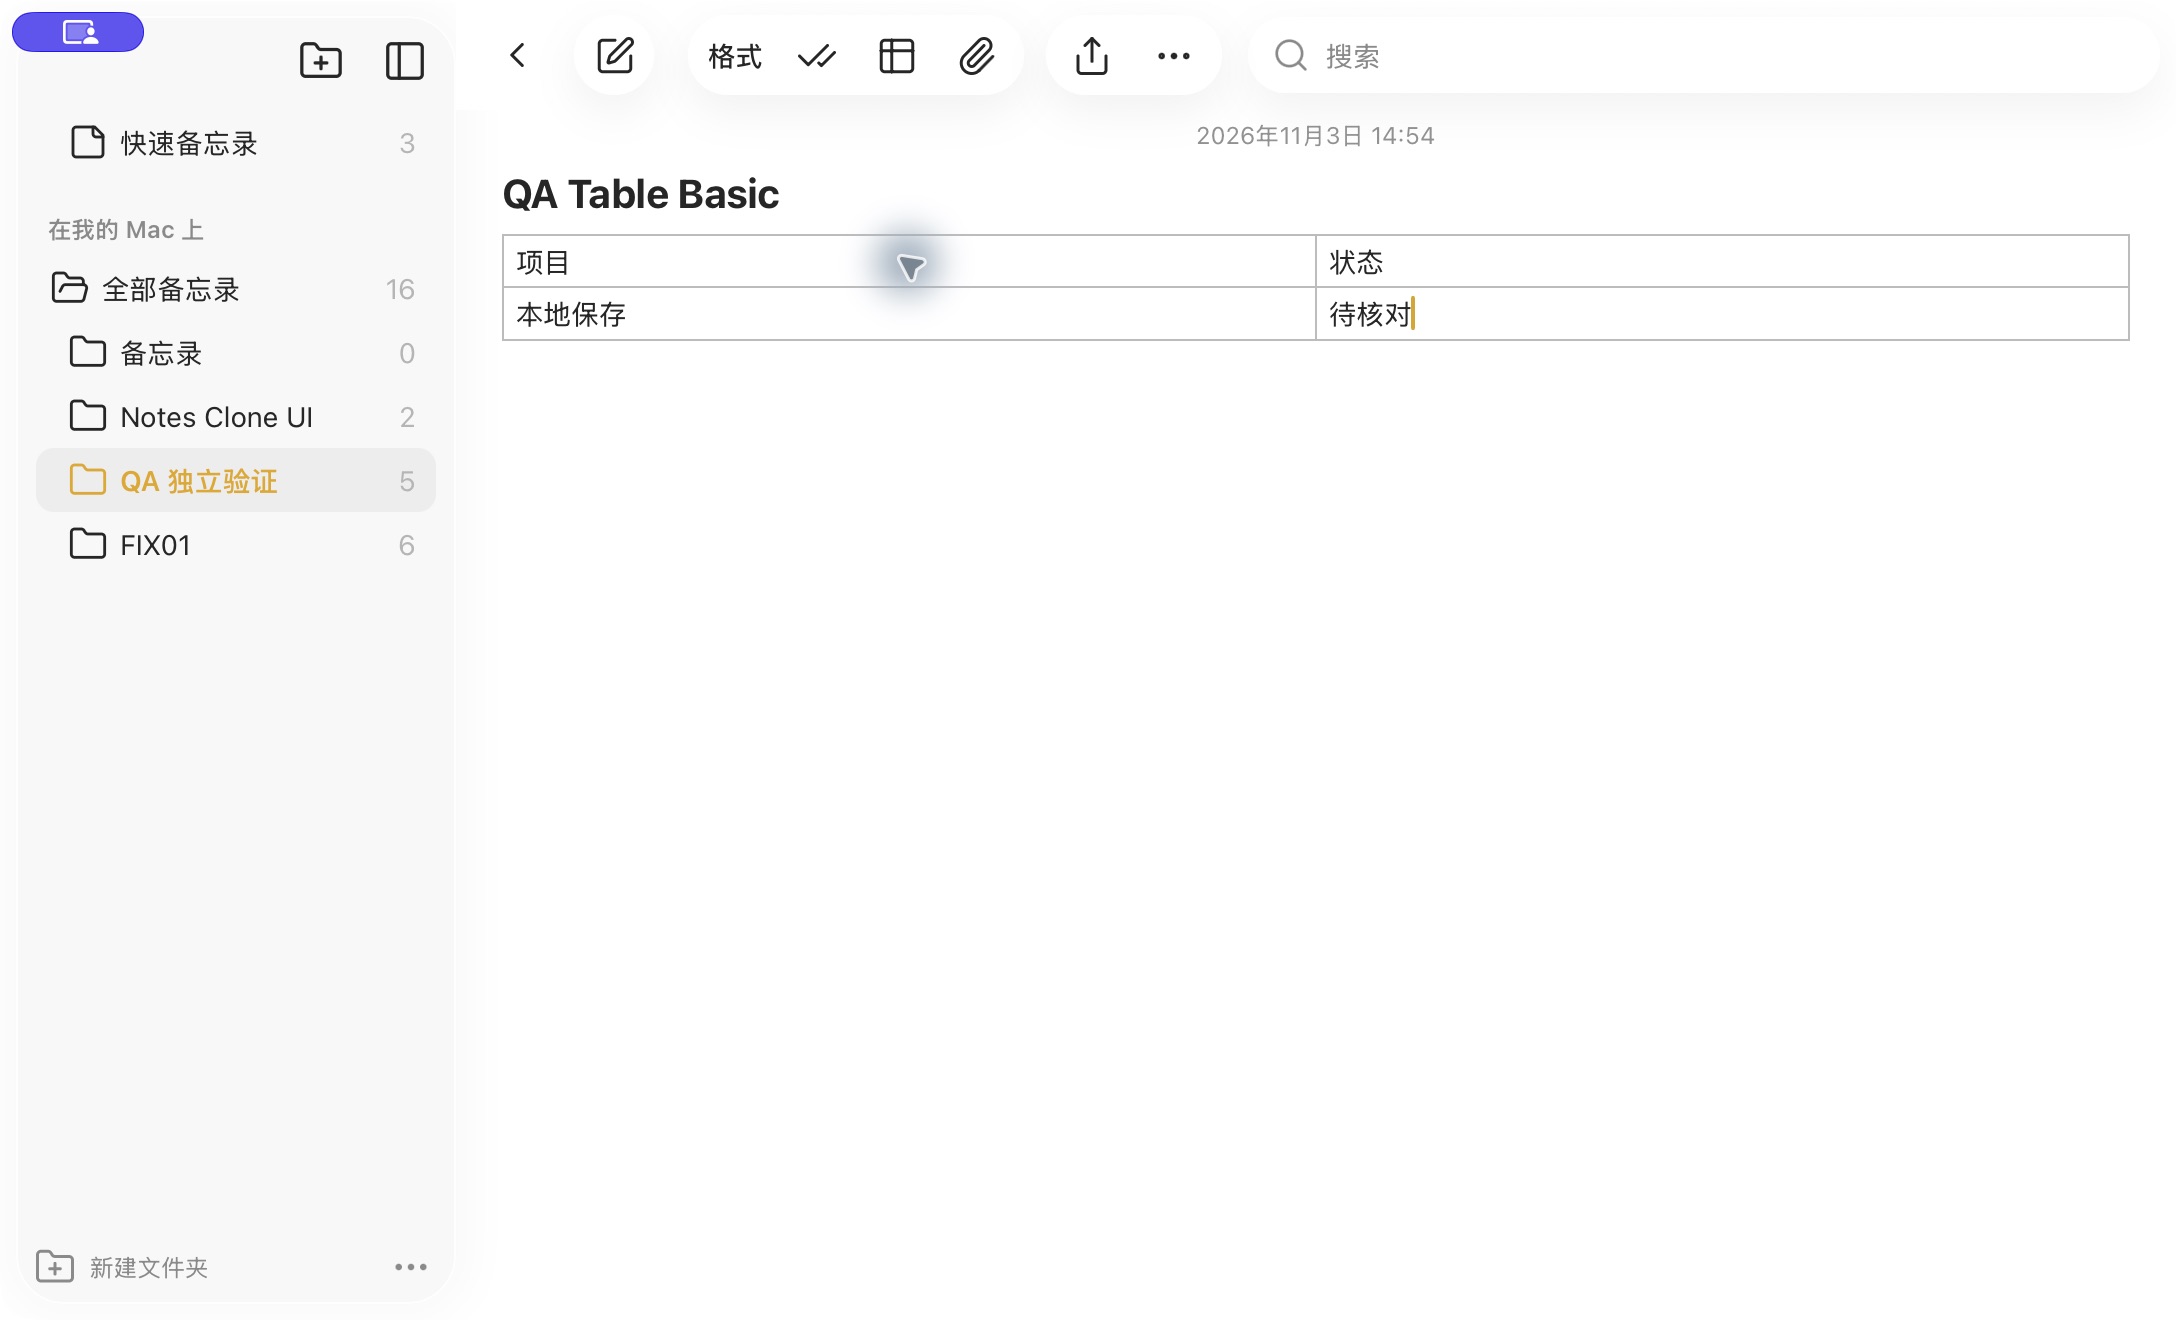 快速备忘录 3
在我的 Mac 上
全部备忘录 16
备忘录 0
Notes Clone UI 2
QA 独立验证 5
FIX01 6
新建文件夹
格式
搜索
2026年11月3日 14:54
QA Table Basic
项目 状态
本地保存 待核对